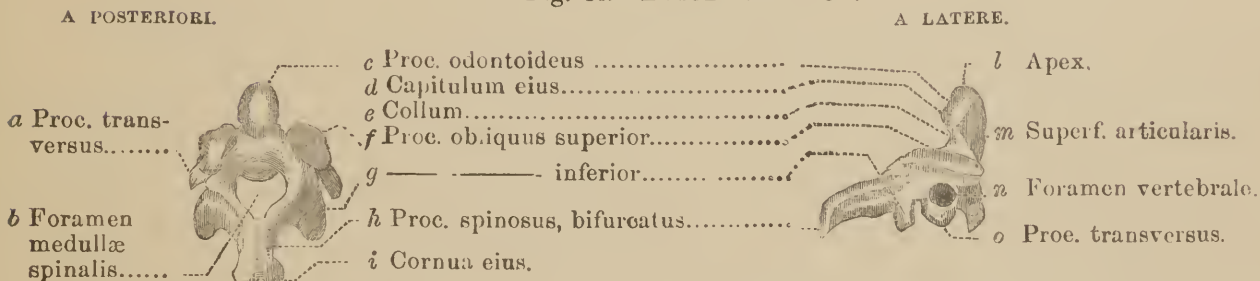 A POSTERIORI.
A LATERE.
a Proc. trans-
versus........
b Foramen
medullæ
spinalis......
c Proc. odontoideus
d Capitulum eius
e Collum
f Proc. obliquus superior
g —— ———- inferior
h Proc. spinosus, bifurcatus
i Cornua eius.
l Apex.
m Superf. articularis.
n Foramen vertebrale.
o Proc. transversus.